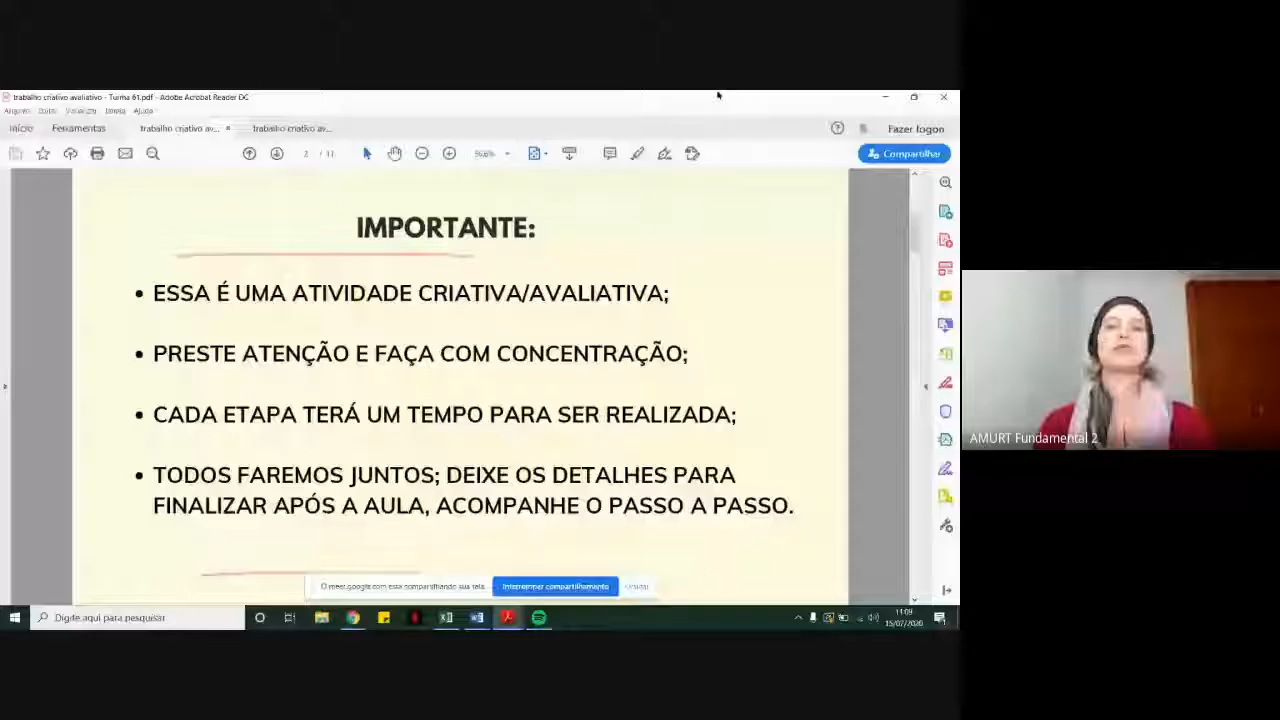 trabalho criativo avaliativo - Turma 61.pdf - Adobe Acrobat Reader DC
Arquivo Editar Visualizar Janela Ajuda
Início Ferramentas trabalho criativo av... trabalho criativo av... Fazer logon
2 / 11 Compartilhar
IMPORTANTE:
• ESSA É UMA ATIVIDADE CRIATIVA/AVALIATIVA;
• PRESTE ATENÇÃO E FAÇA COM CONCENTRAÇÃO;
• CADA ETAPA TERÁ UM TEMPO PARA SER REALIZADA;
• TODOS FAREMOS JUNTOS; DEIXE OS DETALHES PARA
FINALIZAR APÓS A AULA, ACOMPANHE O PASSO A PASSO.
AMURT Fundamental 2
O meet.google.com está compartilhando sua tela. Interromper compartilhamento Ocultar
Digite aqui para pesquisar
11:09
15/07/2020